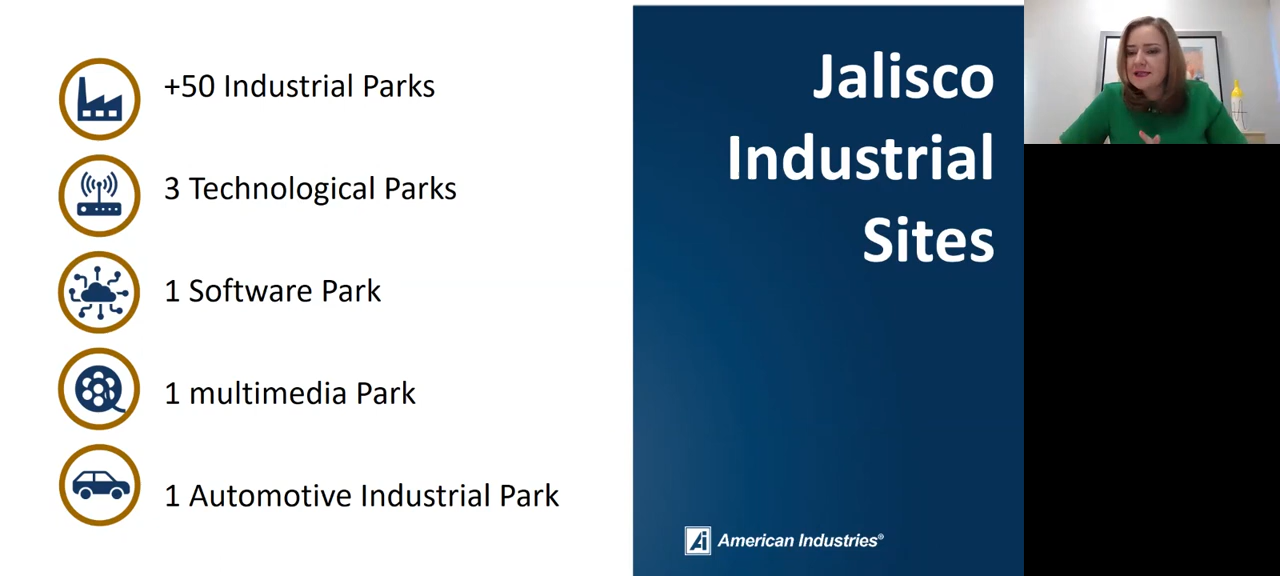 +50 Industrial Parks
3 Technological Parks
1 Software Park
1 multimedia Park
1 Automotive Industrial Park
Jalisco
Industrial
Sites
Ai American Industries®